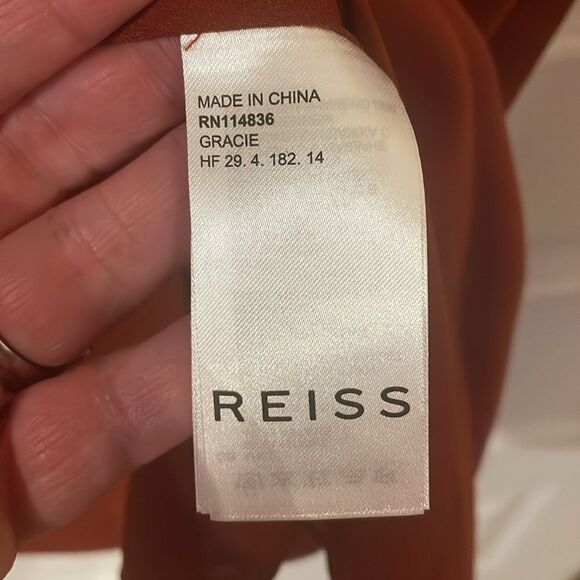 MADE IN CHINA
RN114836
GRACIE
HF 29. 4. 182. 14
REISS